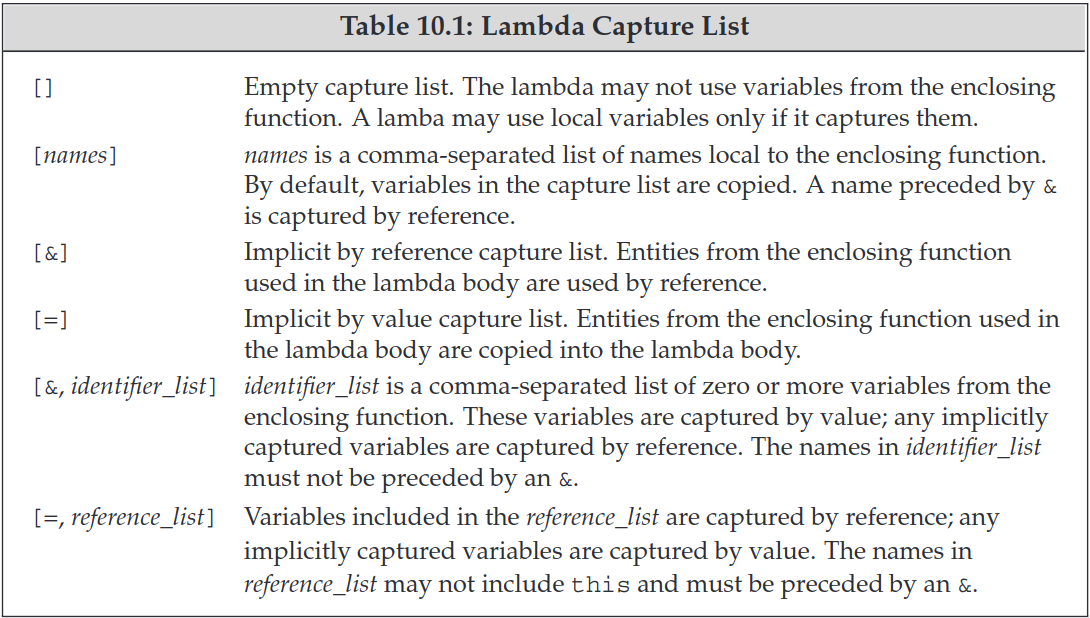 Table 10.1: Lambda Capture List
[] Empty capture list. The lambda may not use variables from the enclosing
function. A lamba may use local variables only if it captures them.
[names] names is a comma-separated list of names local to the enclosing function.
By default, variables in the capture list are copied. A name preceded by &
is captured by reference.
[&] Implicit by reference capture list. Entities from the enclosing function
used in the lambda body are used by reference.
[=] Implicit by value capture list. Entities from the enclosing function used in
the lambda body are copied into the lambda body.
[&, identifier_list] identifier_list is a comma-separated list of zero or more variables from the
enclosing function. These variables are captured by value; any implicitly
captured variables are captured by reference. The names in identifier_list
must not be preceded by an &.
[=, reference_list] Variables included in the reference_list are captured by reference; any
implicitly captured variables are captured by value. The names in
reference_list may not include this and must be preceded by an &.